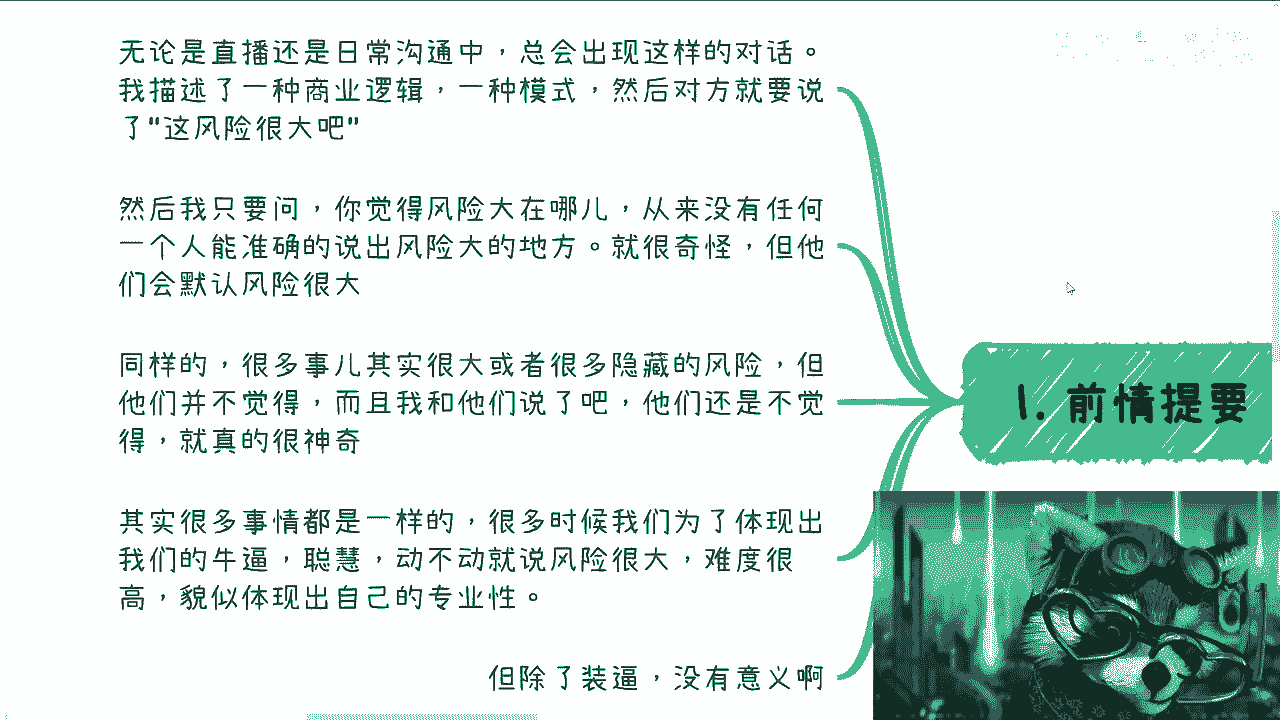 无论是直播还是日常沟通中，总会出现这样的对话。
我描述了一种商业逻辑，一种模式，然后对方就要说
了"这风险很大吧"
然后我只要问，你觉得风险大在哪儿，从来没有任何
一个人能准确的说出风险大的地方。就很奇怪，但他
们会默认风险很大
同样的，很多事儿其实很大或者很多隐藏的风险，但
他们并不觉得，而且我和他们说了吧，他们还是不觉
得，就真的很神奇
其实很多事情都是一样的，很多时候我们为了体现出
我们的牛逼，聪慧，动不动就说风险很大，难度很
高，貌似体现出自己的专业性。
但除了装逼，没有意义啊
1. 前情提要